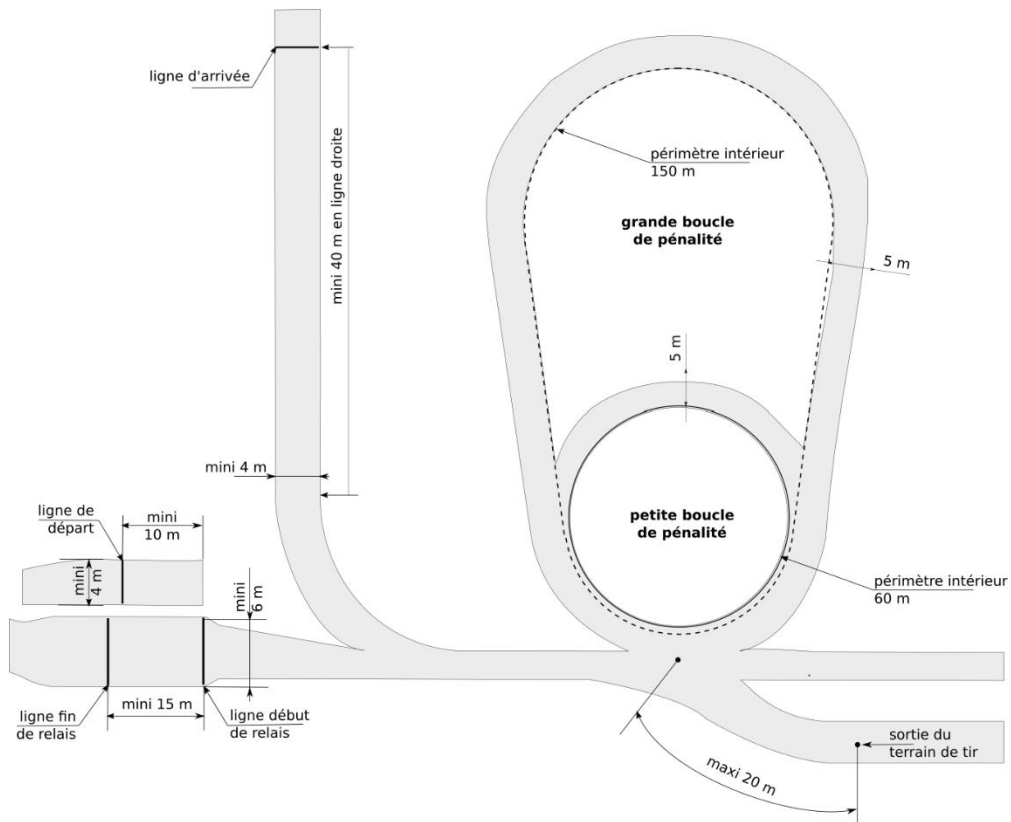 ligne d'arrivée
mini 40 m en ligne droite
périmètre intérieur
150 m
grande boucle
de pénalité
5 m
5 m
mini 4 m
ligne de
départ
mini
10 m
mini
4 m
petite boucle
de pénalité
périmètre intérieur
60 m
mini
6 m
mini 15 m
ligne fin
de relais
ligne début
de relais
maxi 20 m
sortie du
terrain de tir